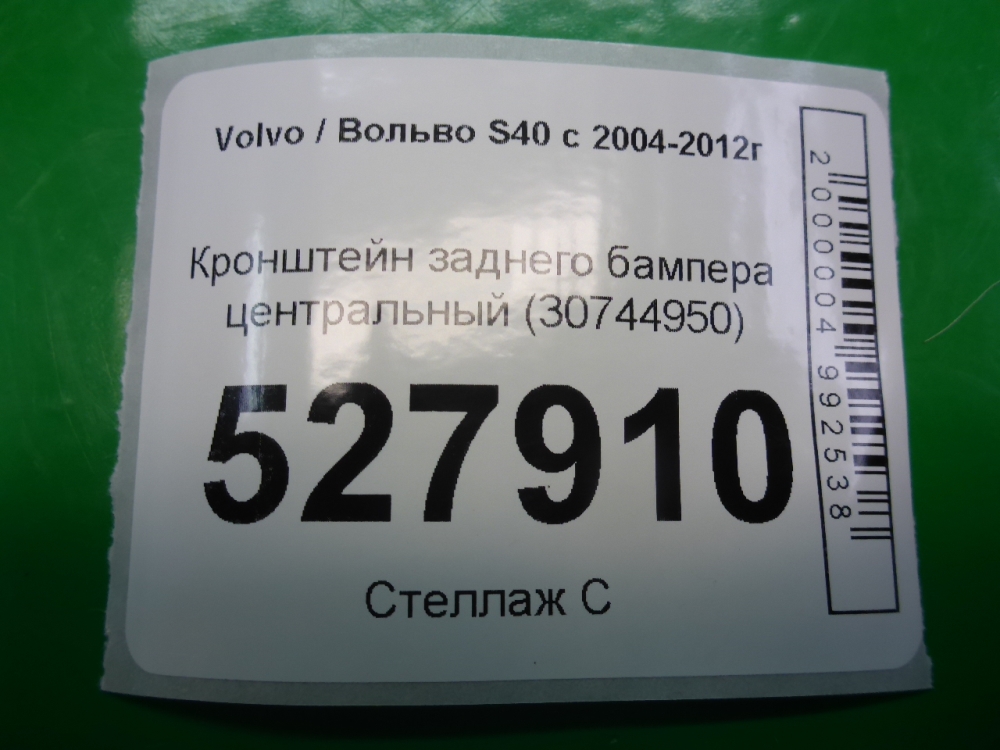 Volvo / Вольво S40 с 2004-2012г
Кронштейн заднего бампера
центральный (30744950)
527910
Стеллаж С
2000004992538